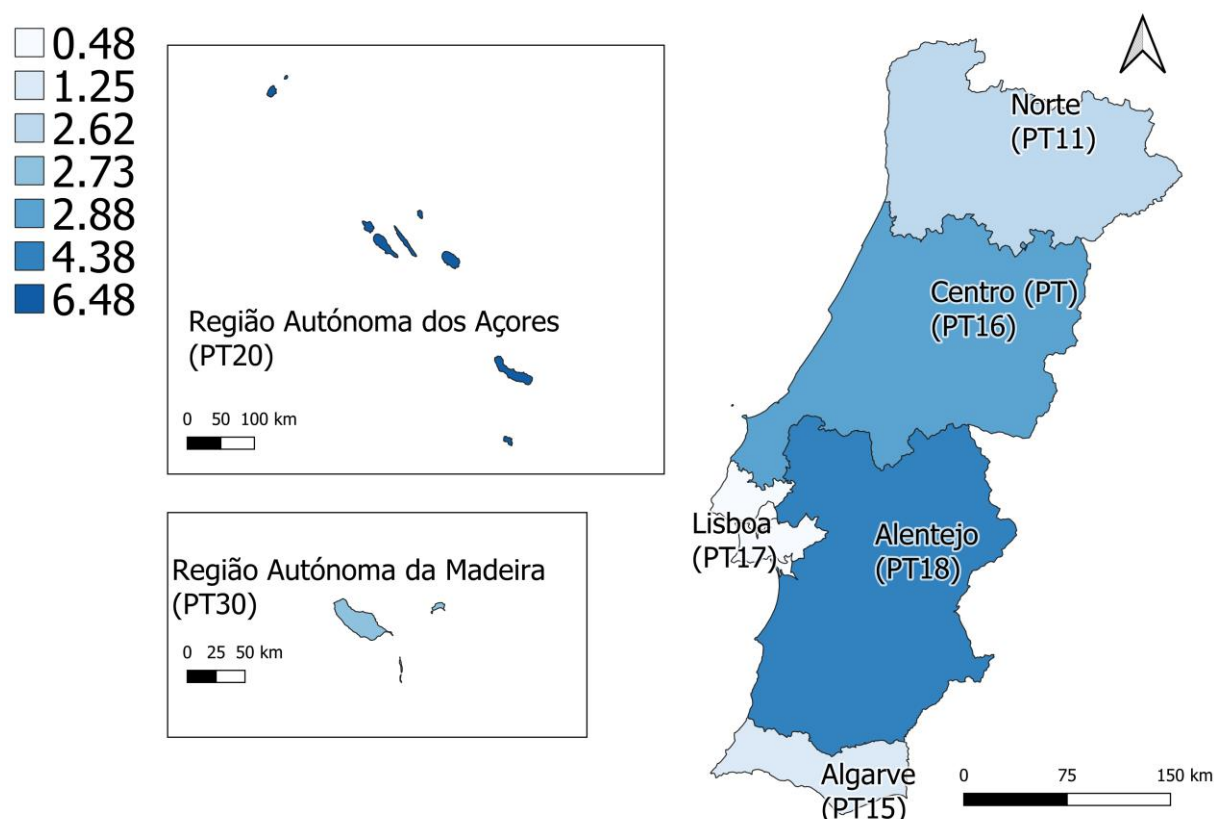 0.48
1.25
2.62
2.73
2.88
4.38
6.48
Região Autónoma dos Açores
(PT20)
0 50 100 km
Região Autónoma da Madeira
(PT30)
0 25 50 km
Norte
(PT11)
Centro (PT)
(PT16)
Lisboa
(PT17)
Alentejo
(PT18)
Algarve
(PT15)
0 75 150 km